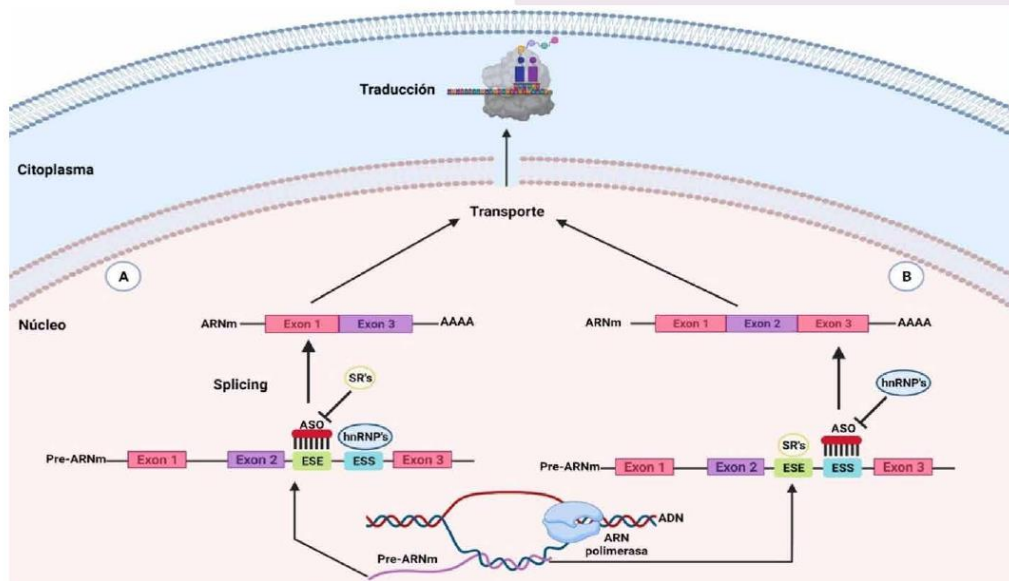 Traducción
Citoplasma
Transporte
A
B
Núcleo
ARNm
Exon 1
Exon 3
AAAA
ARNm
Exon 1
Exon 2
Exon 3
AAAA
Splicing
SR's
hnRNP's
ASO
hnRNP's
ASO
SR's
Pre-ARNm
Exon 1
Exon 2
ESE
ESS
Exon 3
Pre-ARNm
Exon 1
Exon 2
ESE
ESS
Exon 3
ADN
ARN
polimerasa
Pre-ARNm